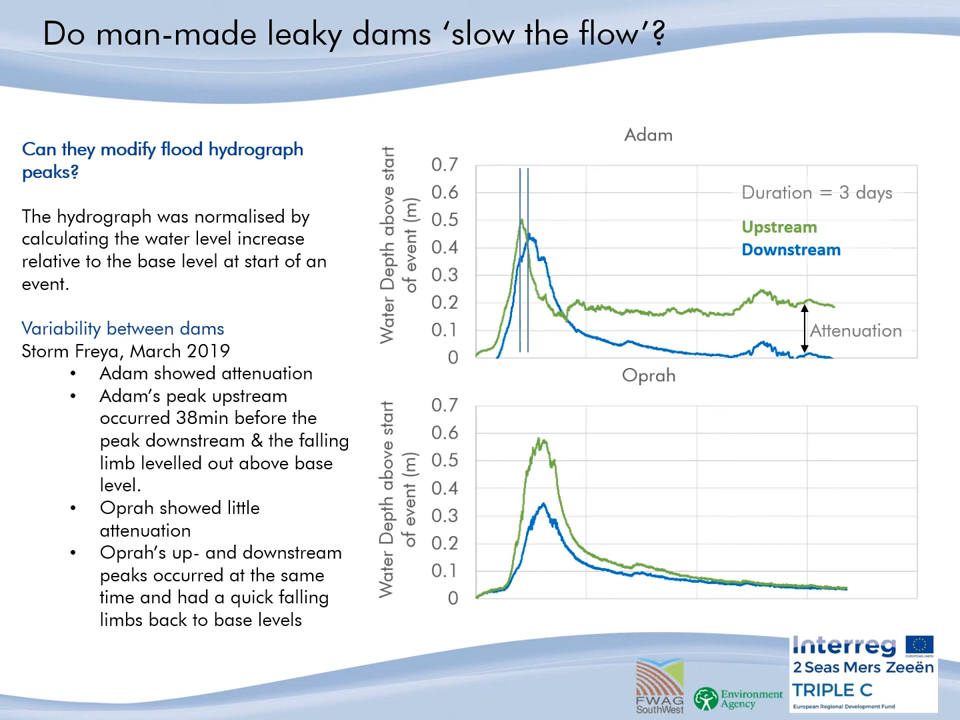 Do man-made leaky dams ‘slow the flow’?
Can they modify flood hydrograph
peaks?
The hydrograph was normalised by
calculating the water level increase
relative to the base level at start of an
event.
Variability between dams
Storm Freya, March 2019
• Adam showed attenuation
• Adam’s peak upstream
occurred 38min before the
peak downstream & the falling
limb levelled out above base
level.
• Oprah showed little
attenuation
• Oprah’s up- and downstream
peaks occurred at the same
time and had a quick falling
limbs back to base levels
Adam
Water Depth above start
of event (m)
0.7
0.6
0.5
0.4
0.3
0.2
0.1
0
Duration = 3 days
Upstream
Downstream
Attenuation
Oprah
Water Depth above start
of event (m)
0.7
0.6
0.5
0.4
0.3
0.2
0.1
0
FWAG
SouthWest
Environment
Agency
Interreg
EUROPEAN UNION
2 Seas Mers Zeeën
TRIPLE C
European Regional Development Fund